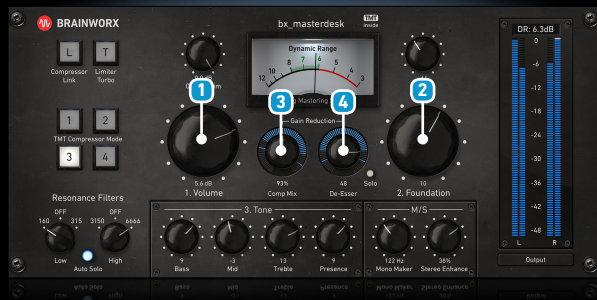 BRAINWORX
bx_masterdesk
TMT
inside
DR: 6.3dB
L
T
Compressor
Link
Limiter
Turbo
Dynamic Range
12 10 8 7 6 5 4 3
Mastering
1
3
4
2
Gain Reduction
1
2
TMT Compressor Mode
3
4
5.6 dB
1. Volume
93%
Comp Mix
48
De-Esser
Solo
10
2. Foundation
Resonance Filters
OFF
160
315
Low
OFF
3150
6666
High
Auto Solo
3. Tone
9
Bass
-3
Mid
13
Treble
9
Presence
M/S
122 Hz
Mono Maker
38%
Stereo Enhance
0
-6
-12
-18
-24
-30
-36
-42
-48
L
R
Output